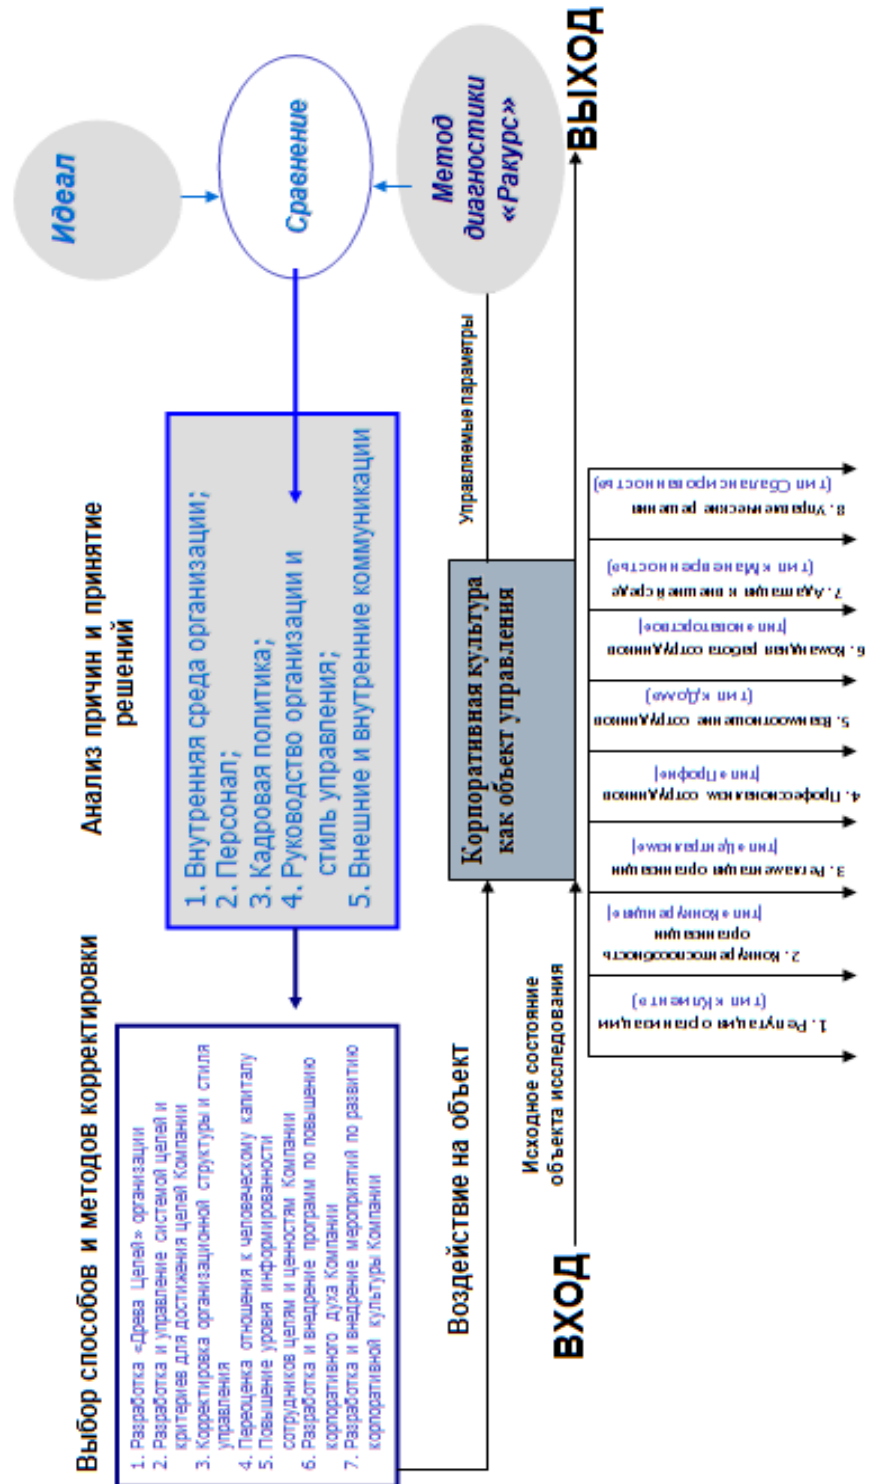 Выбор способов и методов корректировки
1. Разработка «Древа Целей» организации
2. Разработка и управление системой целей и
критериев для достижения целей Компании
3. Корректировка организационной структуры и стиля
управления
4. Переоценка отношения к человеческому капиталу
5. Повышение уровня информированности
сотрудников целям и ценностям Компании
6. Разработка и внедрение программ по повышению
корпоративного духа Компании
7. Разработка и внедрение мероприятий по развитию
корпоративной культуры Компании
Анализ причин и принятие
решений
1. Внутренняя среда организации;
2. Персонал;
3. Кадровая политика;
4. Руководство организации и
стиль управления;
5. Внешние и внутренние коммуникации
Идеал
Сравнение
Метод
диагностики
«Ракурс»
Воздействие на объект
Управляемые параметры
Корпоративная культура
как объект управления
Исходное состояние
объекта исследования
ВХОД
ВЫХОД
1. Репутация организации
(тип «Клиент»)
2. Конкурентоспособность
организации
(тип «Конкуренция»)
3. Регламентация организации
(тип «Централизм»)
4. Профессионализм сотрудников
(тип «Профи»)
5. Взаимоотношение сотрудников
(тип «Дом»)
6. Командная работа сотрудников
(тип «новаторство»)
7. Адаптация к внешней среде
(тип «Маневренность»)
8. Управленческие решения
(тип Сбалансированность)